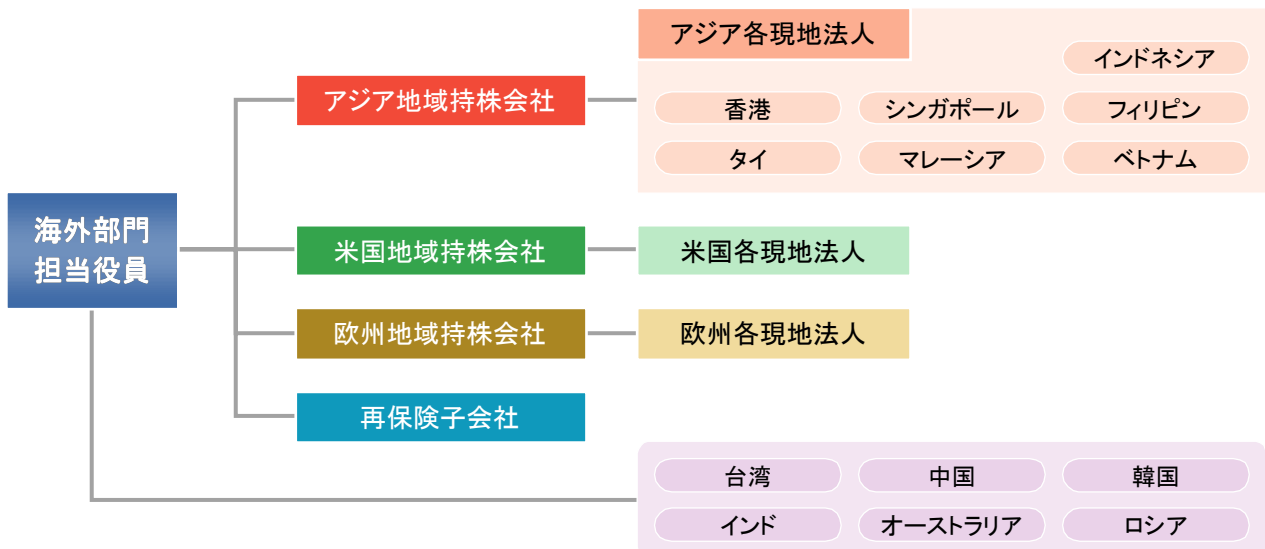 海外部門
担当役員
アジア地域持株会社
アジア各現地法人
インドネシア
香港
シンガポール
フィリピン
タイ
マレーシア
ベトナム
米国地域持株会社
米国各現地法人
欧州地域持株会社
欧州各現地法人
再保険子会社
台湾
中国
韓国
インド
オーストラリア
ロシア